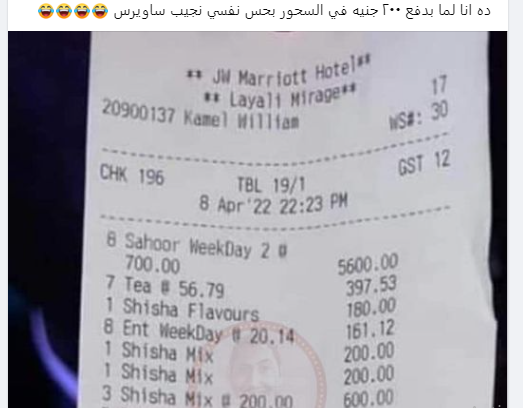 ده انا لما بدفع ٢٠٠ جنيه في السحور بحس نفسي نجيب ساويرس 😂😂😂😂
** JW Marriott Hotel**
** Layali Mirage**
17
20900137 Kamel William WS#: 30
CHK 196 TBL 19/1 GST 12
8 Apr'22 22:23 PM
8 Sahoor WeekDay 2 @
700.00 5600.00
7 Tea @ 56.79 397.53
1 Shisha Flavours 180.00
8 Ent WeekDay @ 20.14 161.12
1 Shisha Mix 200.00
1 Shisha Mix 200.00
3 Shisha Mix @ 200.00 600.00